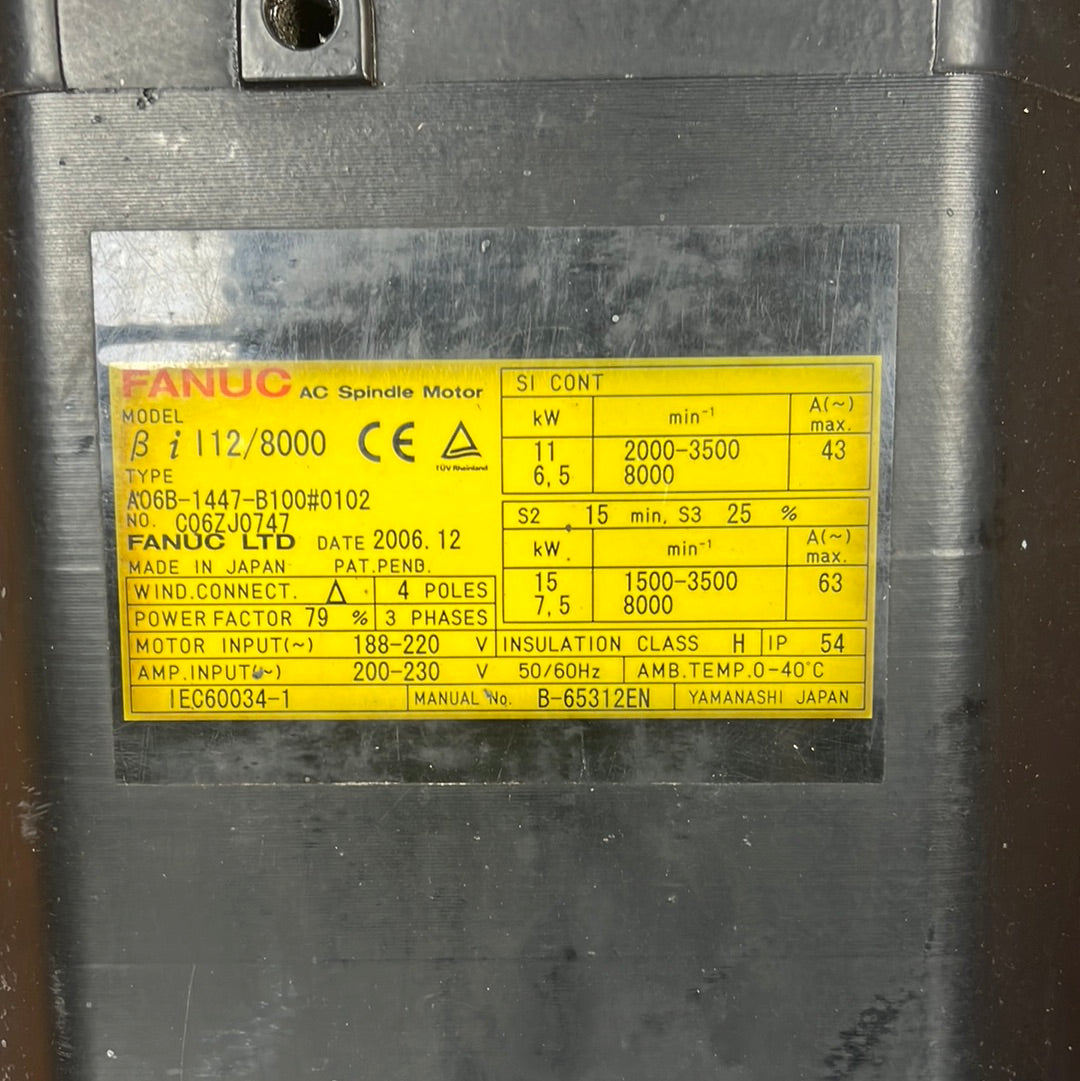 FANUC AC Spindle Motor
MODEL
β i I12/8000 CE
TÜV Rheinland
TYPE
A06B-1447-B100#0102
NO. C06ZJ0747
FANUC LTD DATE 2006.12
MADE IN JAPAN PAT.PENB.
WIND.CONNECT. Δ 4 POLES
POWER FACTOR 79 % 3 PHASES
SI CONT
kW min⁻¹ A(~) max.
11 2000-3500 43
6,5 8000
S2 15 min, S3 25 %
kW min⁻¹ A(~) max.
15 1500-3500 63
7,5 8000
MOTOR INPUT(~) 188-220 V INSULATION CLASS H IP 54
AMP.INPUT(~) 200-230 V 50/60Hz AMB.TEMP.0-40°C
IEC60034-1 MANUAL No. B-65312EN YAMANASHI JAPAN